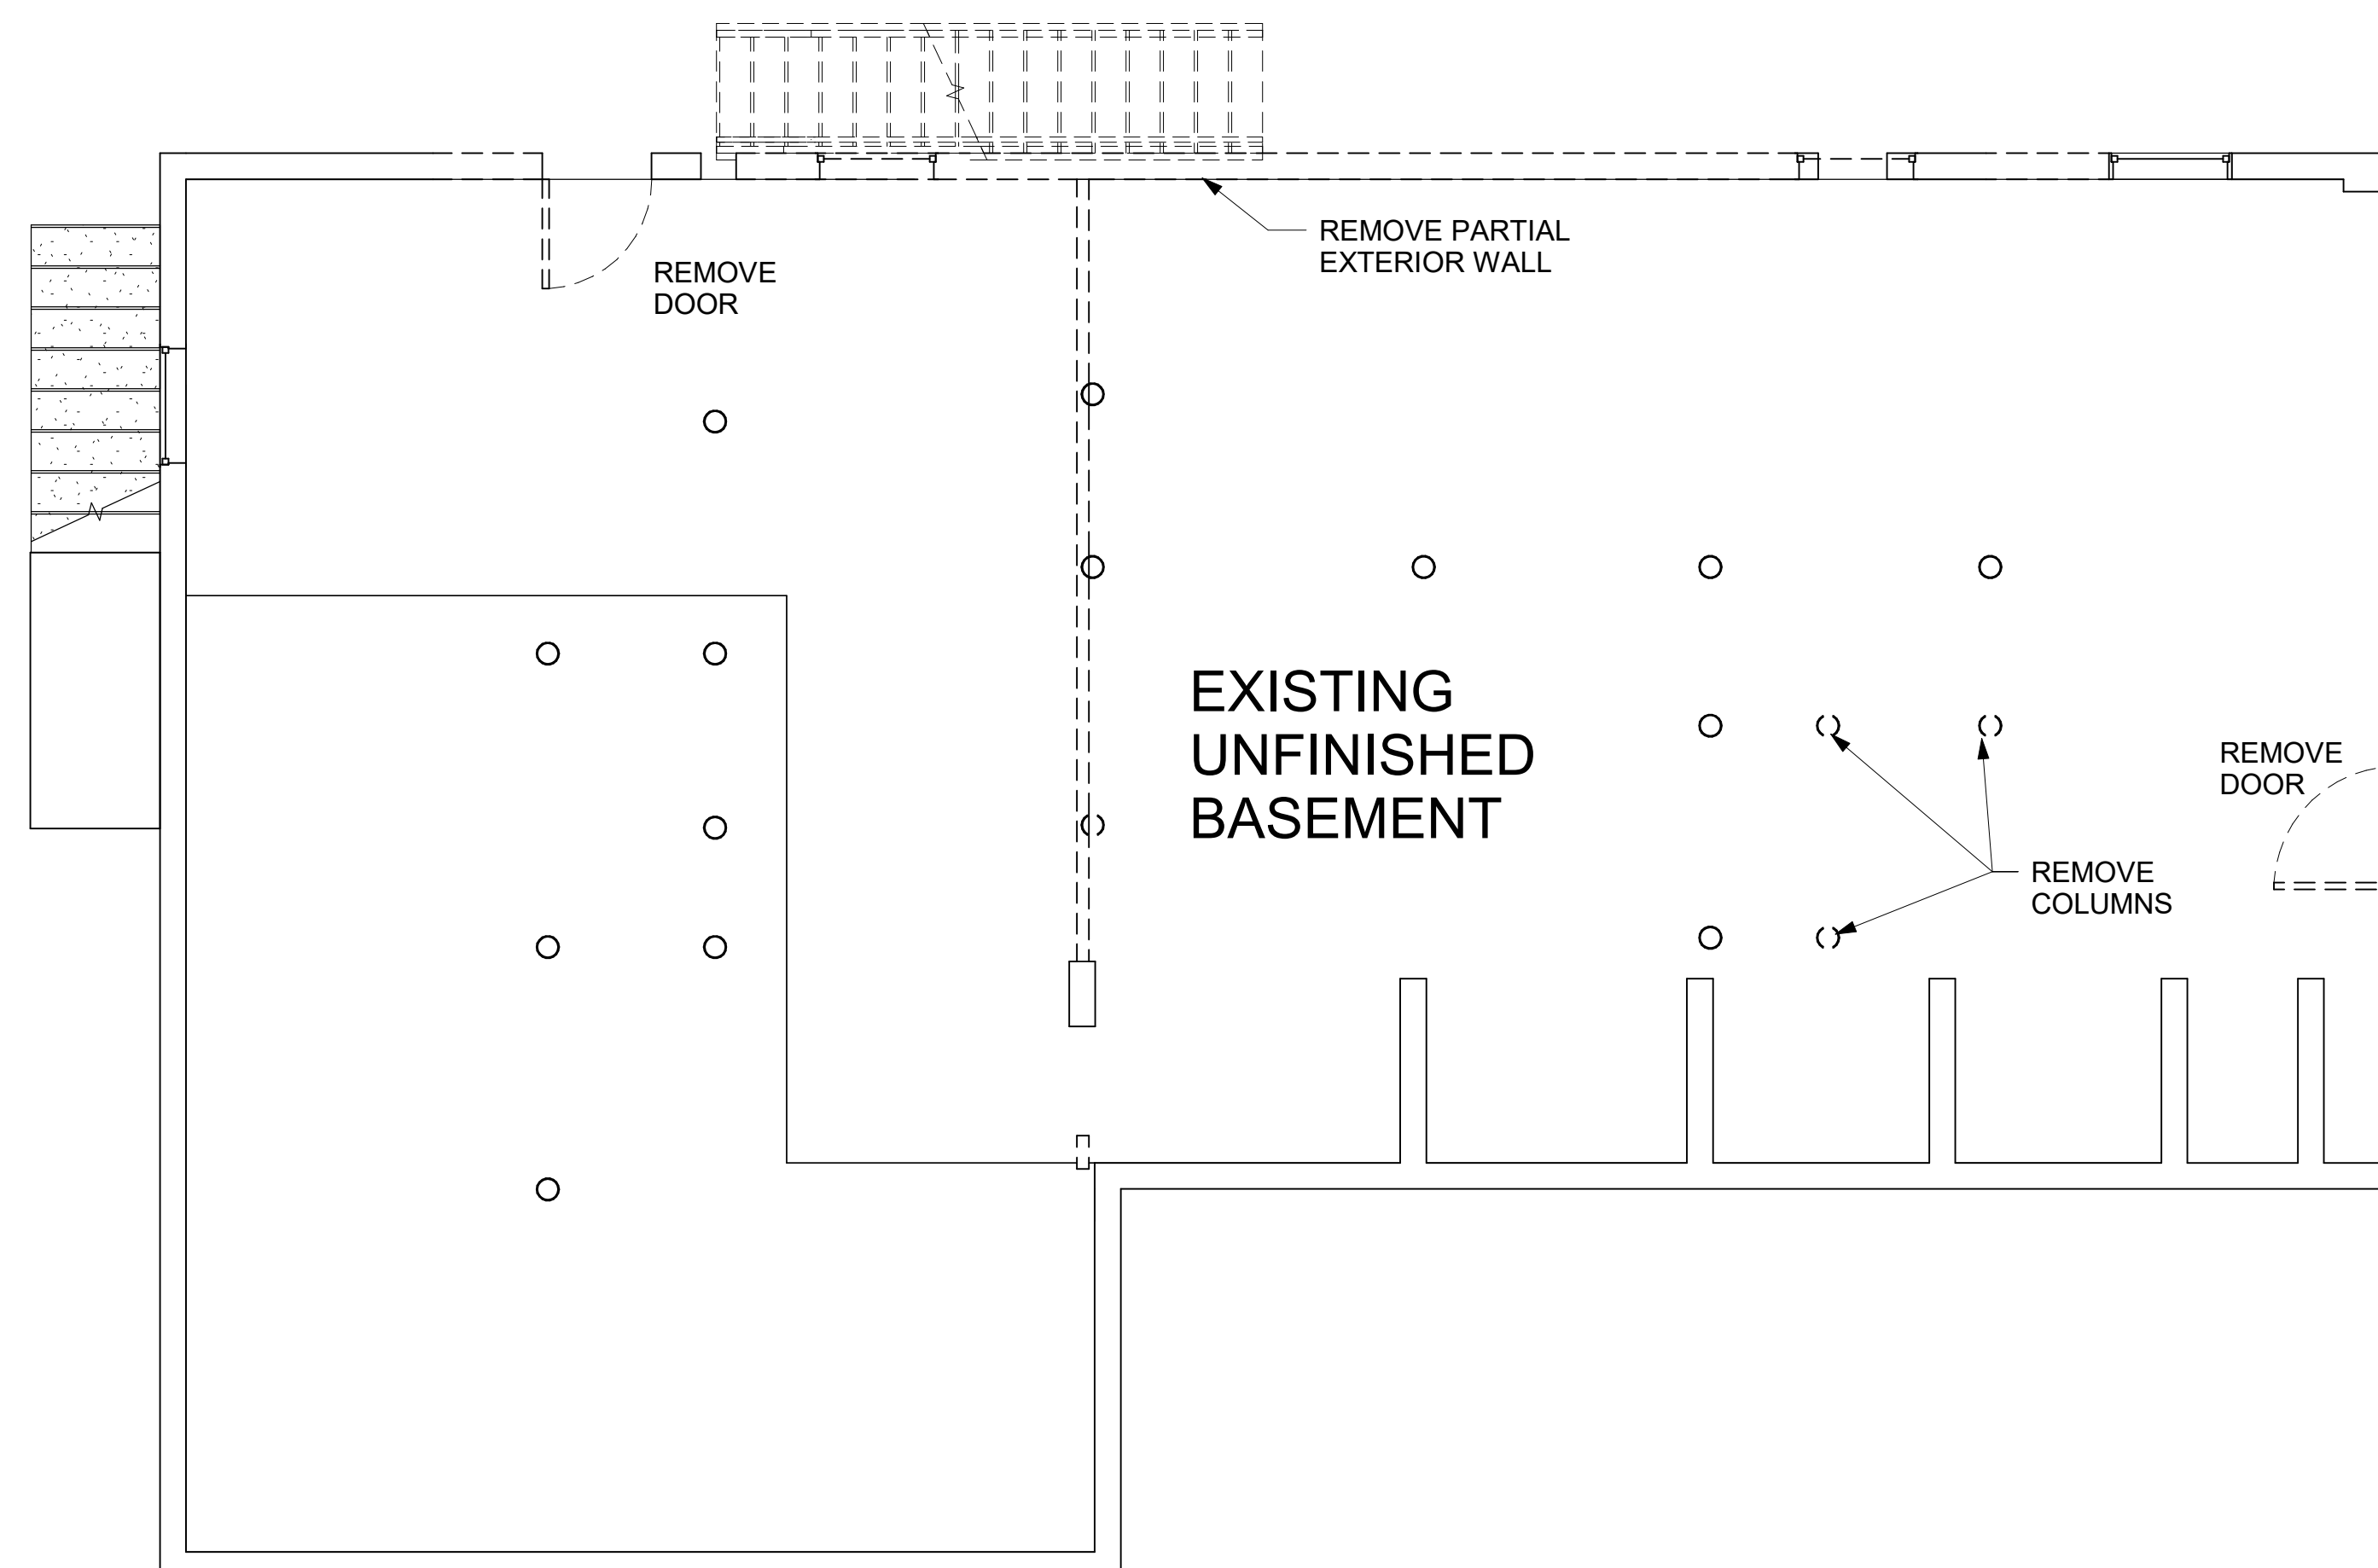 REMOVE PARTIAL
EXTERIOR WALL
REMOVE
DOOR
EXISTING
UNFINISHED
BASEMENT
REMOVE
DOOR
REMOVE
COLUMNS